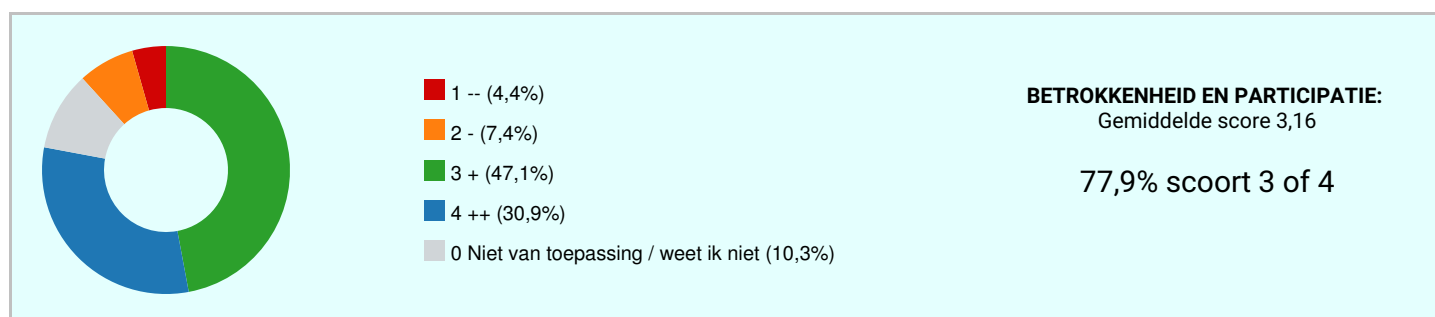 1 -- (4,4%)
2 - (7,4%)
3 + (47,1%)
4 ++ (30,9%)
0 Niet van toepassing / weet ik niet (10,3%)
BETROKKENHEID EN PARTICIPATIE:
Gemiddelde score 3,16
77,9% scoort 3 of 4